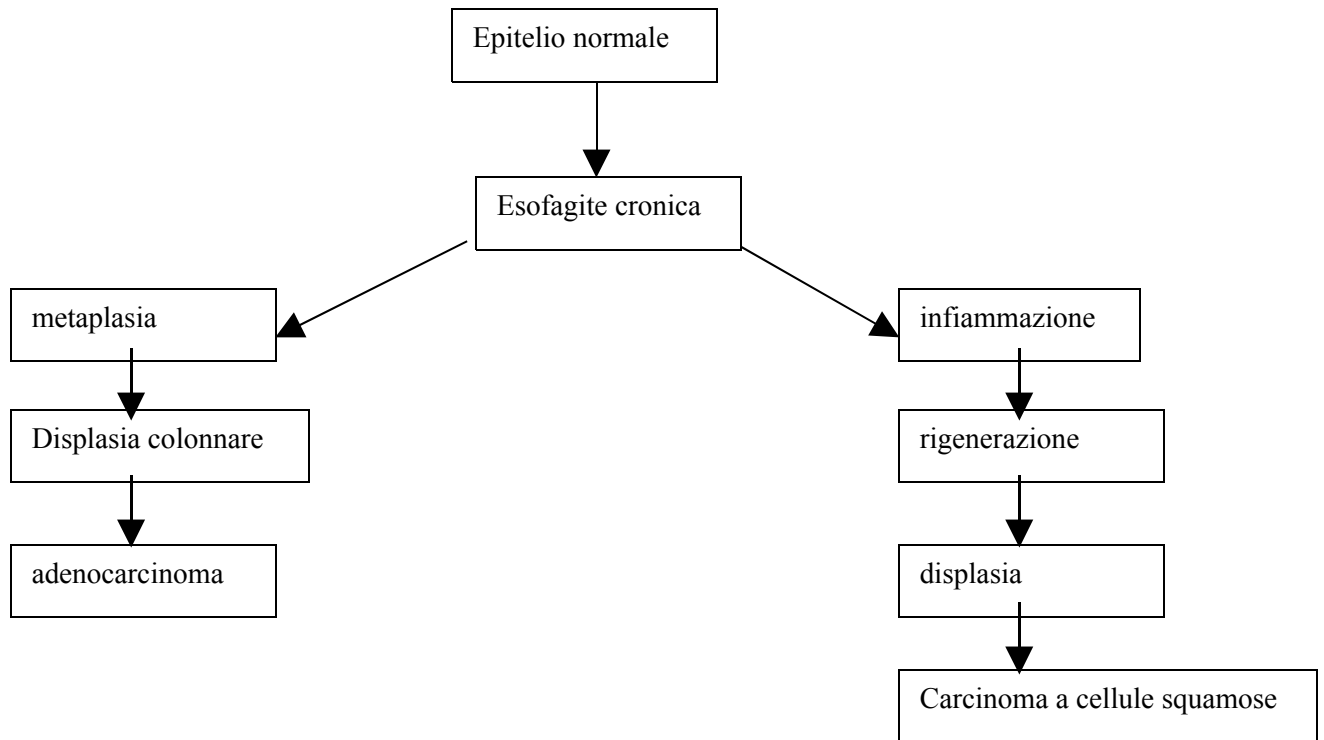 Epitelio normale
Esofagite cronica
metaplasia
infiammazione
Displasia colonnare
rigenerazione
adenocarcinoma
displasia
Carcinoma a cellule squamose